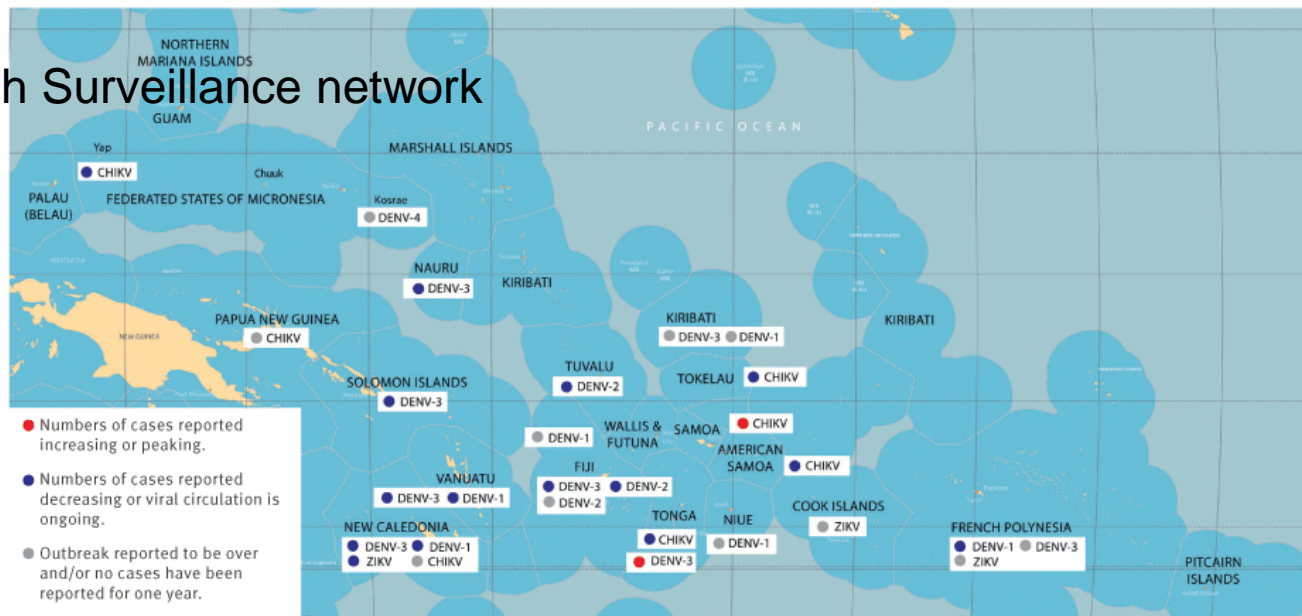 NORTHERN
MARIANA ISLANDS
h Surveillance network
GUAM
PACIFIC OCEAN
Yap
CHIKV
MARSHALL ISLANDS
Chuuk
PALAU
(BELAU)
FEDERATED STATES OF MICRONESIA
Kosrae
DENV-4
NAURU
DENV-3
KIRIBATI
PAPUA NEW GUINEA
CHIKV
NEW GUINEA
KIRIBATI
DENV-3 DENV-1
KIRIBATI
TUVALU
DENV-2
TOKELAU
CHIKV
SOLOMON ISLANDS
DENV-3
DENV-1
WALLIS &
FUTUNA
SAMOA
CHIKV
AMERICAN
SAMOA
CHIKV
VANUATU
DENV-3 DENV-1
FIJI
DENV-3 DENV-2
DENV-2
TONGA
CHIKV
DENV-3
NIUE
DENV-1
COOK ISLANDS
ZIKV
NEW CALEDONIA
DENV-3 DENV-1
ZIKV CHIKV
FRENCH POLYNESIA
DENV-1 DENV-3
ZIKV
PITCAIRN
ISLANDS
Numbers of cases reported
increasing or peaking.
Numbers of cases reported
decreasing or viral circulation is
ongoing.
Outbreak reported to be over
and/or no cases have been
reported for one year.